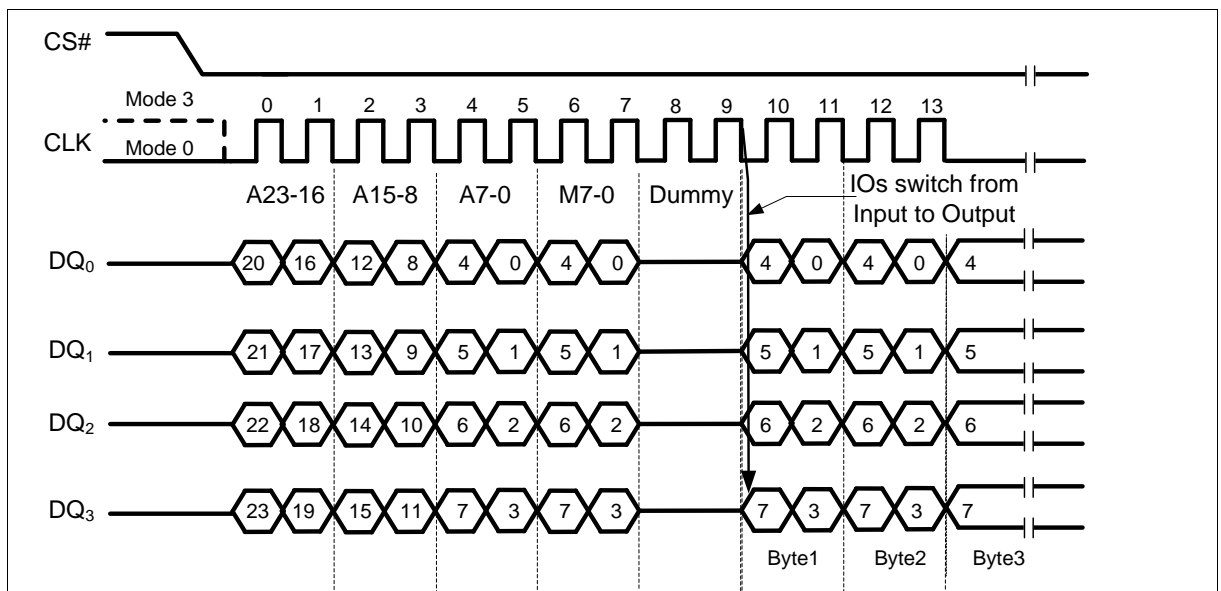 CS#
Mode 3
0 1 2 3 4 5 6 7 8 9 10 11 12 13
CLK
Mode 0
A23-16 A15-8 A7-0 M7-0 Dummy
IOs switch from
Input to Output
DQ0 20 16 12 8 4 0 4 0 4 0 4 0 4
DQ1 21 17 13 9 5 1 5 1 5 1 5 1 5
DQ2 22 18 14 10 6 2 6 2 6 2 6 2 6
DQ3 23 19 15 11 7 3 7 3 7 3 7 3 7
Byte1 Byte2 Byte3